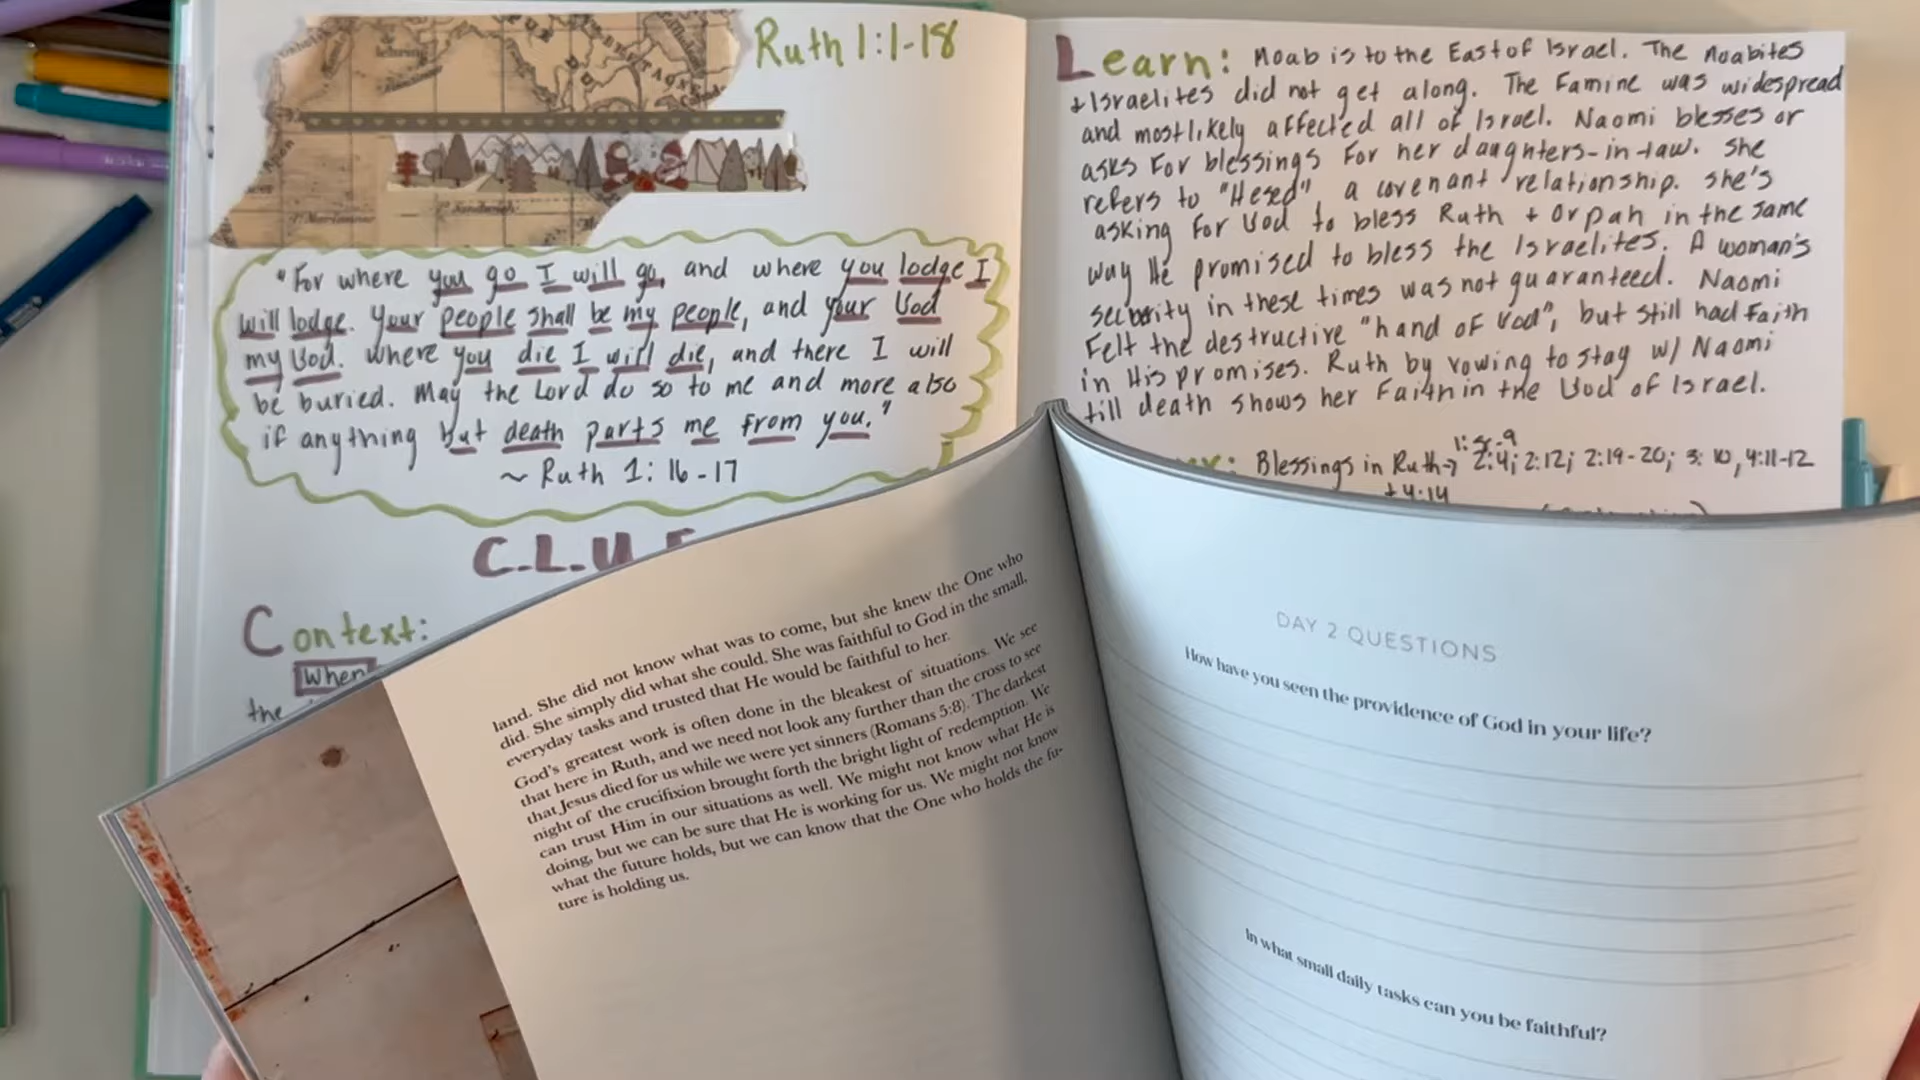 Ruth 1:1-18
"For where you go I will go, and where you lodge I
will lodge. Your people shall be my people, and your God
my God. Where you die I will die, and there I will
be buried. May the Lord do so to me and more also
if anything but death parts me from you."
~ Ruth 1:16-17
C.L.U.E
Context:
When
the
Learn: Moab is to the East of Israel. The Moabites
+ Israelites did not get along. The Famine was widespread
and most likely affected all of Israel. Naomi blesses or
asks for blessings for her daughters-in-law. She
refers to "Hesed" a covenant relationship. She's
asking for God to bless Ruth + Orpah in the same
way He promised to bless the Israelites. A woman's
security in these times was not guaranteed. Naomi
felt the destructive "hand of God", but still had faith
in His promises. Ruth by vowing to stay w/ Naomi
till death shows her Faith in the God of Israel.
Blessings in Ruth → 1:8-9
2:4; 2:12; 2:19-20; 3:10, 4:11-12
+ 4:14
land. She did not know what was to come, but she knew the One who
did. She simply did what she could. She was faithful to God in the small,
everyday tasks and trusted that He would be faithful to her.
God's greatest work is often done in the bleakest of situations. We see
that here in Ruth, and we need not look any further than the cross to see
that Jesus died for us while we were yet sinners (Romans 5:8). The darkest
night of the crucifixion brought forth the bright light of redemption. We
can trust Him in our situations as well. We might not know what He is
doing, but we can be sure that He is working for us. We might not know
what the future holds, but we can know that the One who holds the fu-
ture is holding us.
DAY 2 QUESTIONS
How have you seen the providence of God in your life?
In what small daily tasks can you be faithful?